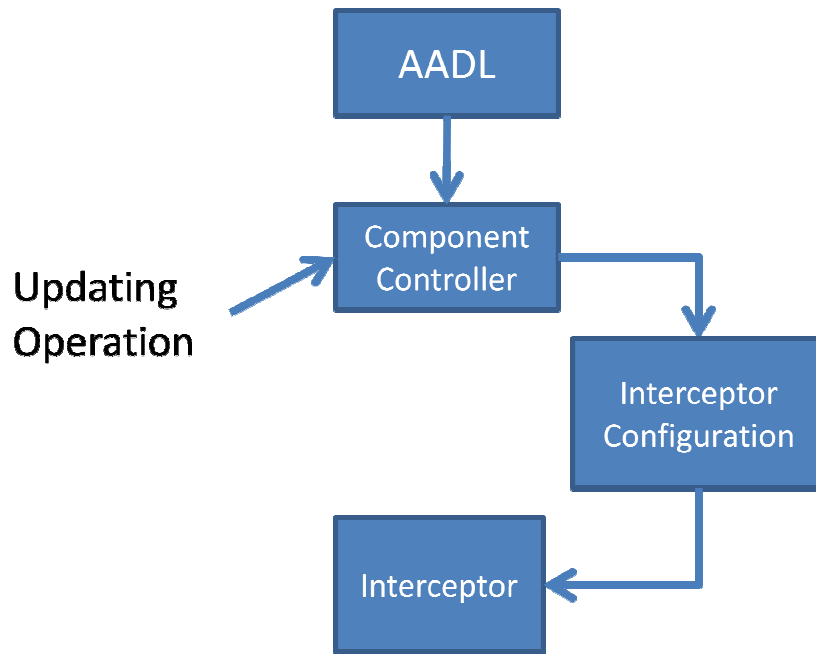 AADL
Component
Controller
Updating
Operation
Interceptor
Configuration
Interceptor